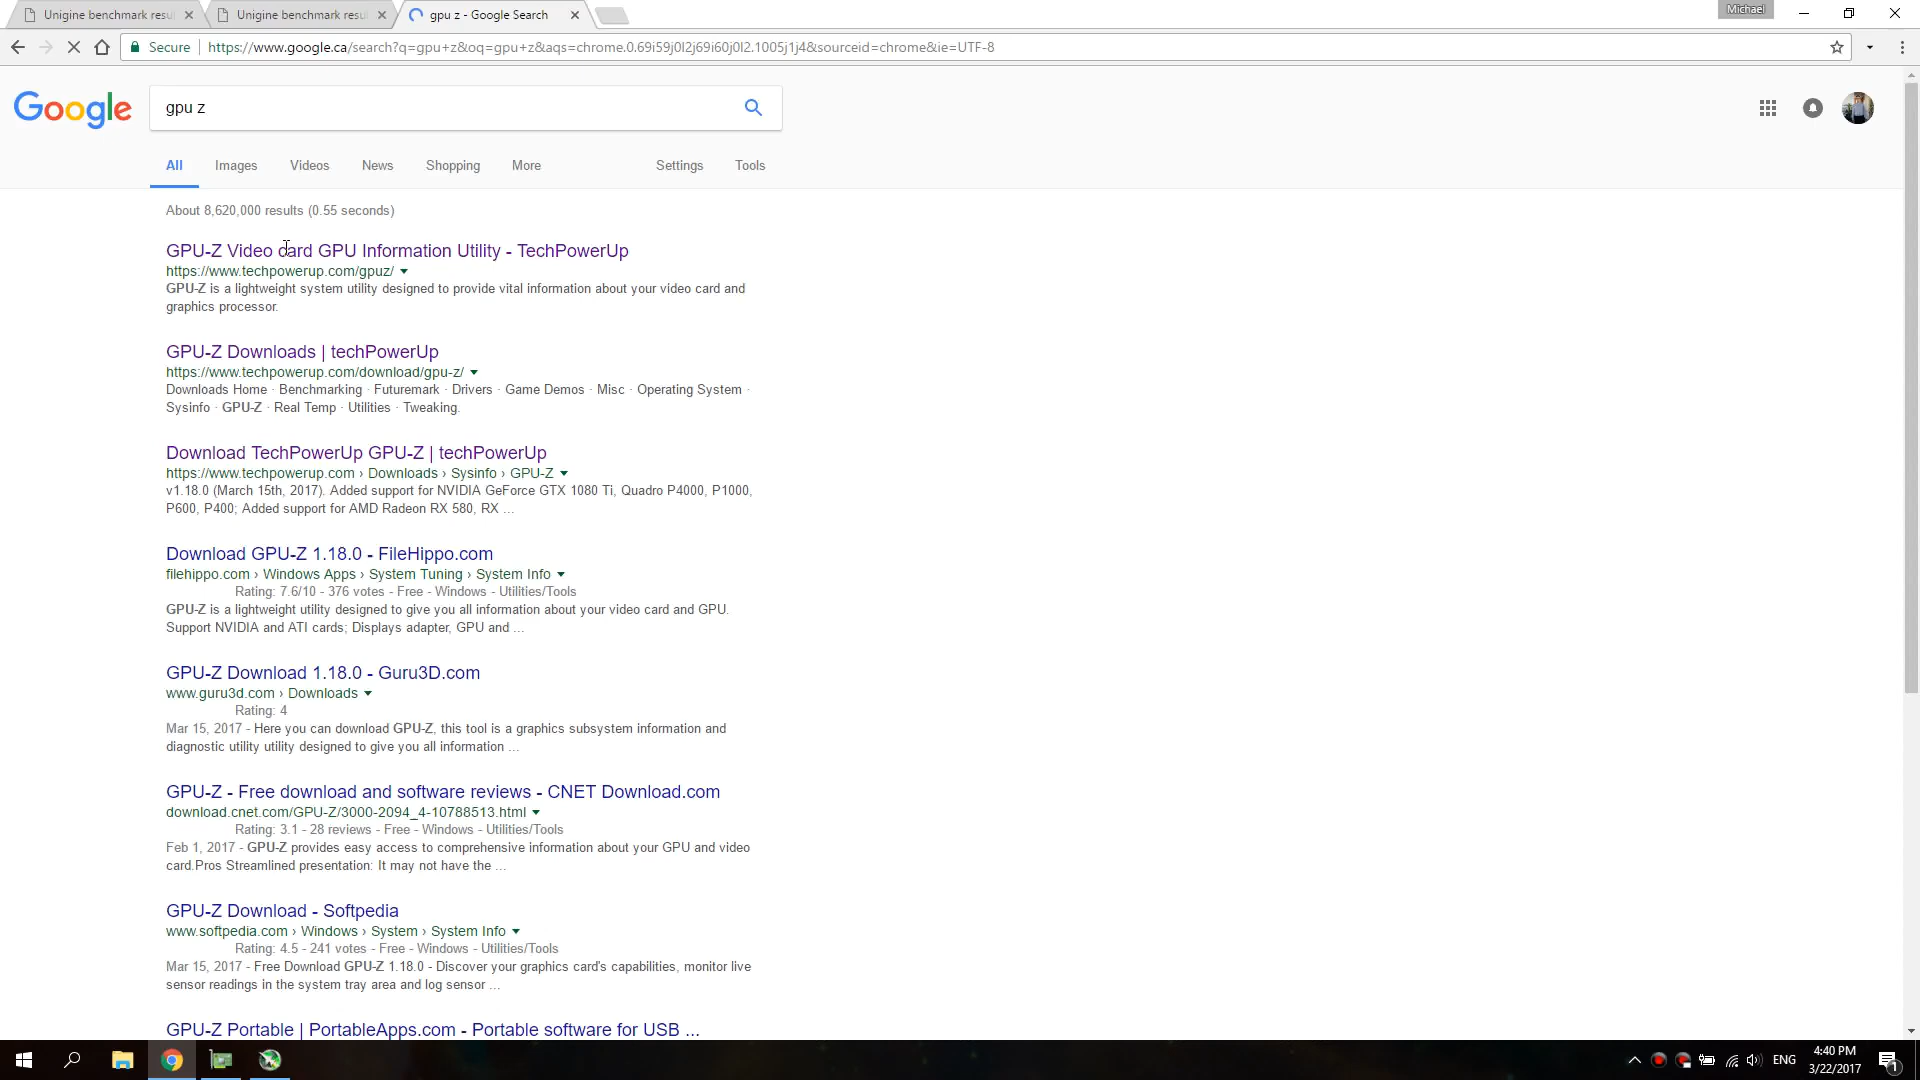 Unigine benchmark resu
Unigine benchmark resu
gpu z - Google Search
Michael
Secure
https://www.google.ca/search?q=gpu+z&oq=gpu+z&aqs=chrome.0.69i59j0l2j69i60j0l2.1005j1j4&sourceid=chrome&ie=UTF-8
Google
gpu z
All Images Videos News Shopping More Settings Tools
About 8,620,000 results (0.55 seconds)
GPU-Z Video card GPU Information Utility - TechPowerUp
https://www.techpowerup.com/gpuz/
GPU-Z is a lightweight system utility designed to provide vital information about your video card and
graphics processor.
GPU-Z Downloads | techPowerUp
https://www.techpowerup.com/download/gpu-z/
Downloads Home · Benchmarking · Futuremark · Drivers · Game Demos · Misc · Operating System ·
Sysinfo · GPU-Z · Real Temp · Utilities · Tweaking.
Download TechPowerUp GPU-Z | techPowerUp
https://www.techpowerup.com › Downloads › Sysinfo › GPU-Z
v1.18.0 (March 15th, 2017). Added support for NVIDIA GeForce GTX 1080 Ti, Quadro P4000, P1000,
P600, P400; Added support for AMD Radeon RX 580, RX ...
Download GPU-Z 1.18.0 - FileHippo.com
filehippo.com › Windows Apps › System Tuning › System Info
Rating: 7.6/10 - 376 votes - Free - Windows - Utilities/Tools
GPU-Z is a lightweight utility designed to give you all information about your video card and GPU.
Support NVIDIA and ATI cards; Displays adapter, GPU and ...
GPU-Z Download 1.18.0 - Guru3D.com
www.guru3d.com › Downloads
Rating: 4
Mar 15, 2017 - Here you can download GPU-Z, this tool is a graphics subsystem information and
diagnostic utility utility designed to give you all information ...
GPU-Z - Free download and software reviews - CNET Download.com
download.cnet.com/GPU-Z/3000-2094_4-10788513.html
Rating: 3.1 - 28 reviews - Free - Windows - Utilities/Tools
Feb 1, 2017 - GPU-Z provides easy access to comprehensive information about your GPU and video
card.Pros Streamlined presentation: It may not have the ...
GPU-Z Download - Softpedia
www.softpedia.com › Windows › System › System Info
Rating: 4.5 - 241 votes - Free - Windows - Utilities/Tools
Mar 15, 2017 - Free Download GPU-Z 1.18.0 - Discover your graphics card's capabilities, monitor live
sensor readings in the system tray area and log sensor ...
GPU-Z Portable | PortableApps.com - Portable software for USB ...
ENG
4:40 PM
3/22/2017
1